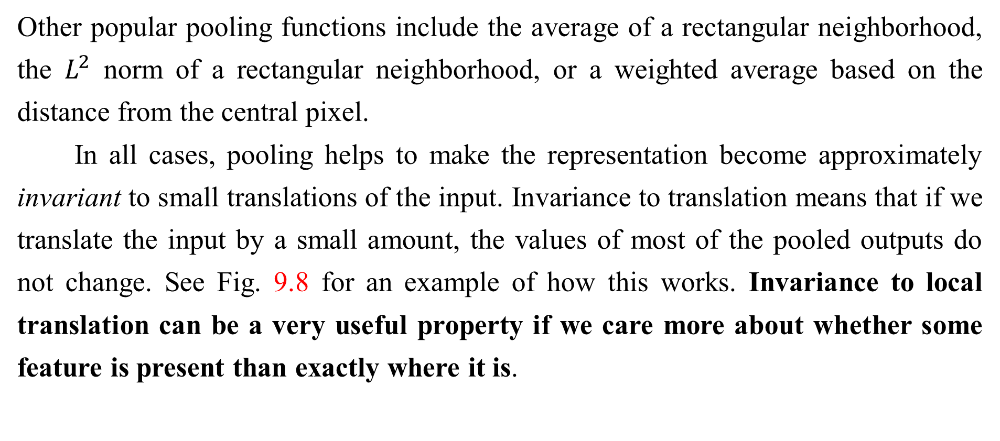 Other popular pooling functions include the average of a rectangular neighborhood,
the L² norm of a rectangular neighborhood, or a weighted average based on the
distance from the central pixel.
In all cases, pooling helps to make the representation become approximately
invariant to small translations of the input. Invariance to translation means that if we
translate the input by a small amount, the values of most of the pooled outputs do
not change. See Fig. 9.8 for an example of how this works. Invariance to local
translation can be a very useful property if we care more about whether some
feature is present than exactly where it is.